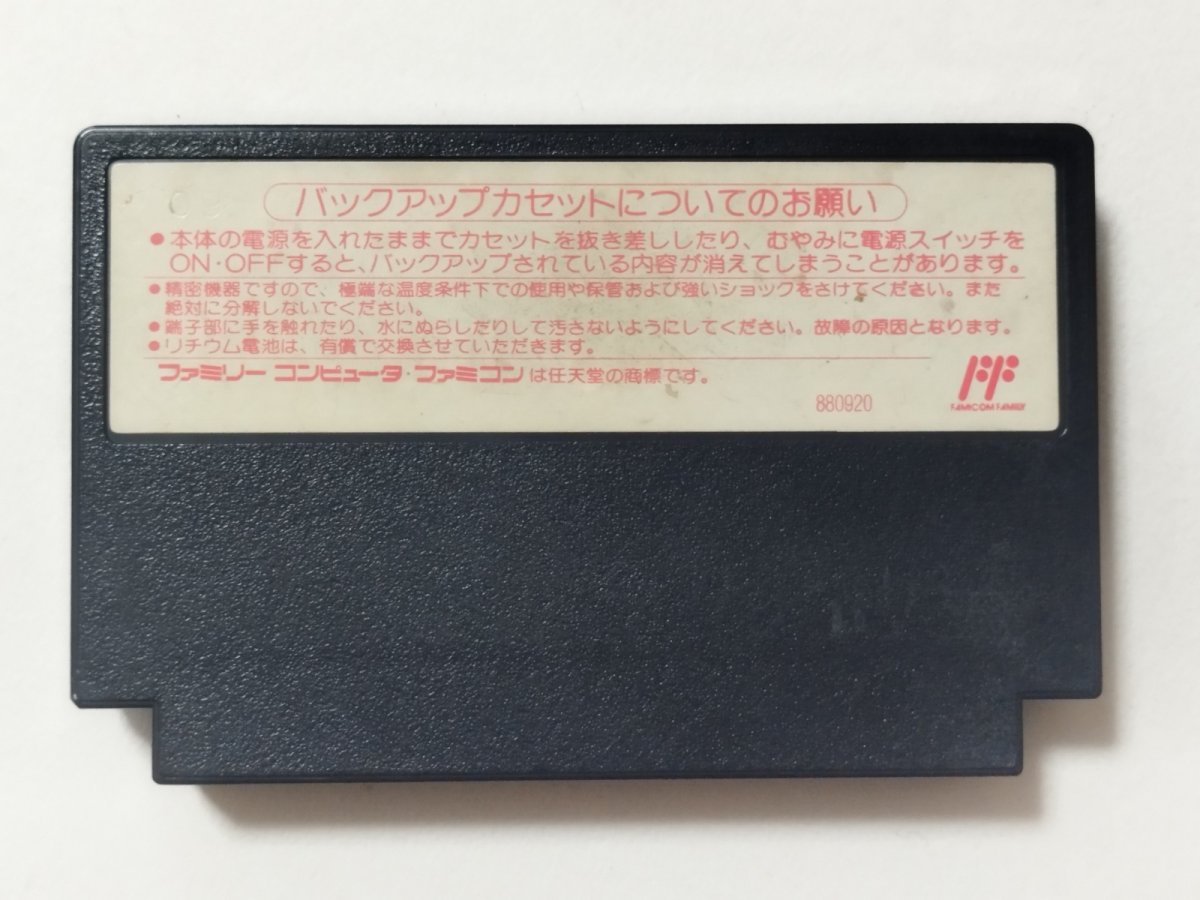 バックアップカセットについてのお願い
●本体の電源を入れたままでカセットを抜き差ししたり、むやみに電源スイッチを
ON・OFFすると、バックアップされている内容が消えてしまうことがあります。
●精密機器ですので、極端な温度条件下での使用や保管および強いショックをさけてください。また
絶対に分解しないでください。
●端子部に手を触れたり、水にぬらしたりして汚さないようにしてください。故障の原因となります。
●リチウム電池は、有償で交換させていただきます。
ファミリー コンピュータ・ファミコンは任天堂の商標です。
880920
FAMICOM FAMILY